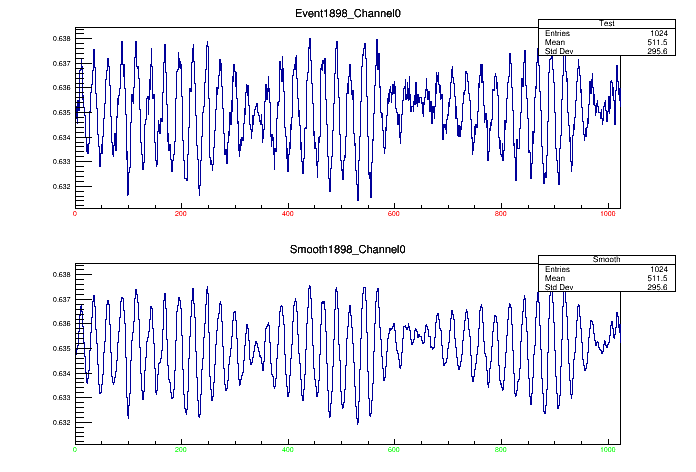 Event1898_Channel0
Test
Entries 1024
Mean 511.5
Std Dev 295.6
0.638
0.637
0.636
0.635
0.634
0.633
0.632
0 200 400 600 800 1000
Smooth1898_Channel0
Smooth
Entries 1024
Mean 511.5
Std Dev 295.6
0.638
0.637
0.636
0.635
0.634
0.633
0.632
0 200 400 600 800 1000